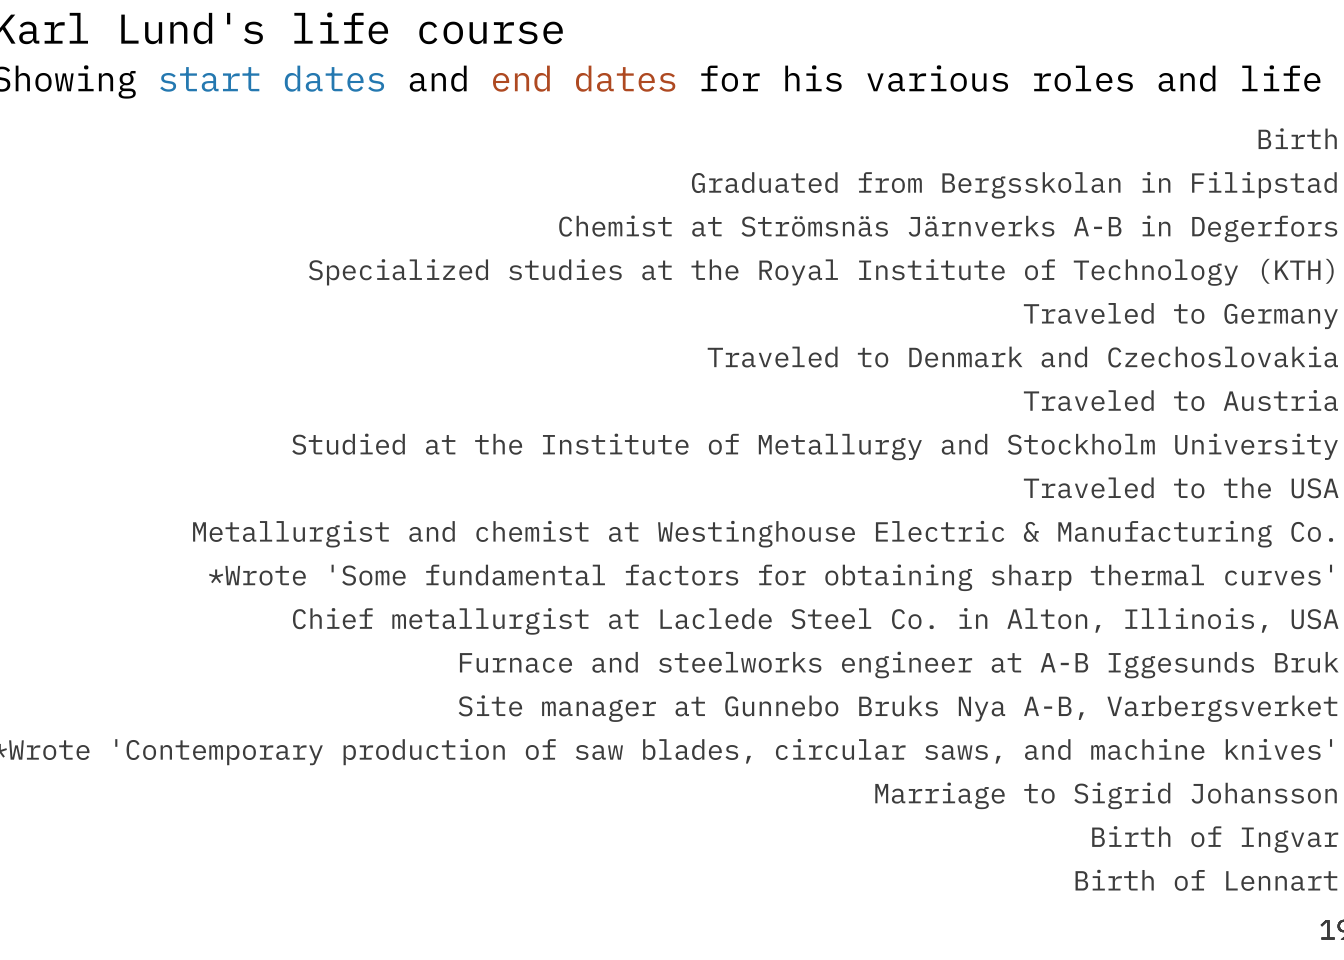 Karl Lund's life course
Showing start dates and end dates for his various roles and life
Birth
Graduated from Bergsskolan in Filipstad
Chemist at Strömsnäs Järnverks A-B in Degerfors
Specialized studies at the Royal Institute of Technology (KTH)
Traveled to Germany
Traveled to Denmark and Czechoslovakia
Traveled to Austria
Studied at the Institute of Metallurgy and Stockholm University
Traveled to the USA
Metallurgist and chemist at Westinghouse Electric & Manufacturing Co.
*Wrote 'Some fundamental factors for obtaining sharp thermal curves'
Chief metallurgist at Laclede Steel Co. in Alton, Illinois, USA
Furnace and steelworks engineer at A-B Iggesunds Bruk
Site manager at Gunnebo Bruks Nya A-B, Varbergsverket
*Wrote 'Contemporary production of saw blades, circular saws, and machine knives'
Marriage to Sigrid Johansson
Birth of Ingvar
Birth of Lennart